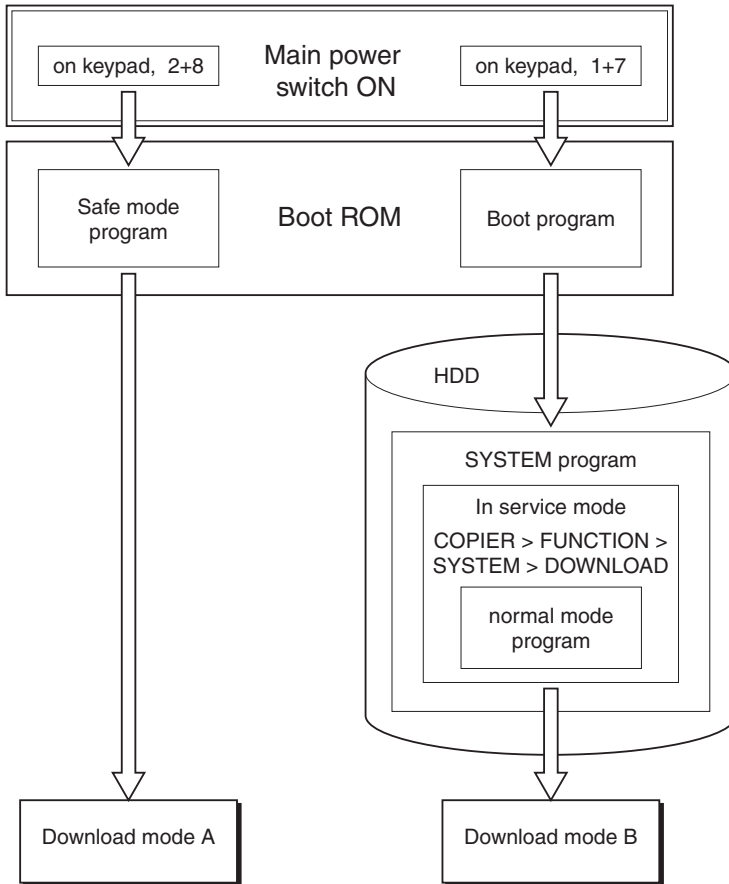 Main power
switch ON
on keypad, 2+8
on keypad, 1+7
Boot ROM
Safe mode
program
Boot program
HDD
SYSTEM program
In service mode
COPIER > FUNCTION >
SYSTEM > DOWNLOAD
normal mode
program
Download mode A
Download mode B